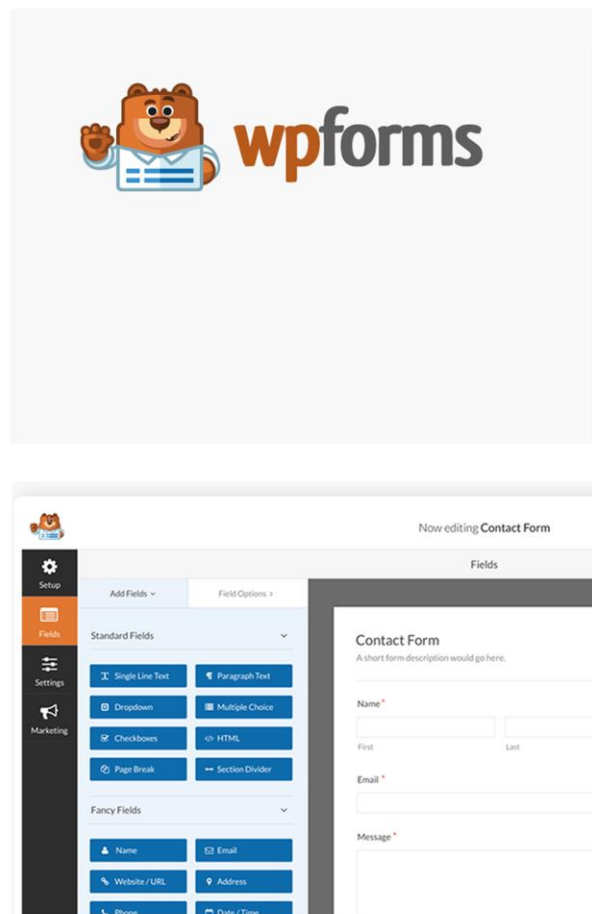 wpforms
Now editing Contact Form
Setup
Fields
Settings
Marketing
Fields
Add Fields
Field Options
Standard Fields
Single Line Text
Paragraph Text
Dropdown
Multiple Choice
Checkboxes
</> HTML
Page Break
Section Divider
Fancy Fields
Name
Email
Website / URL
Address
Phone
Date / Time
Contact Form
A short form description would go here.
Name *
First
Last
Email *
Message *